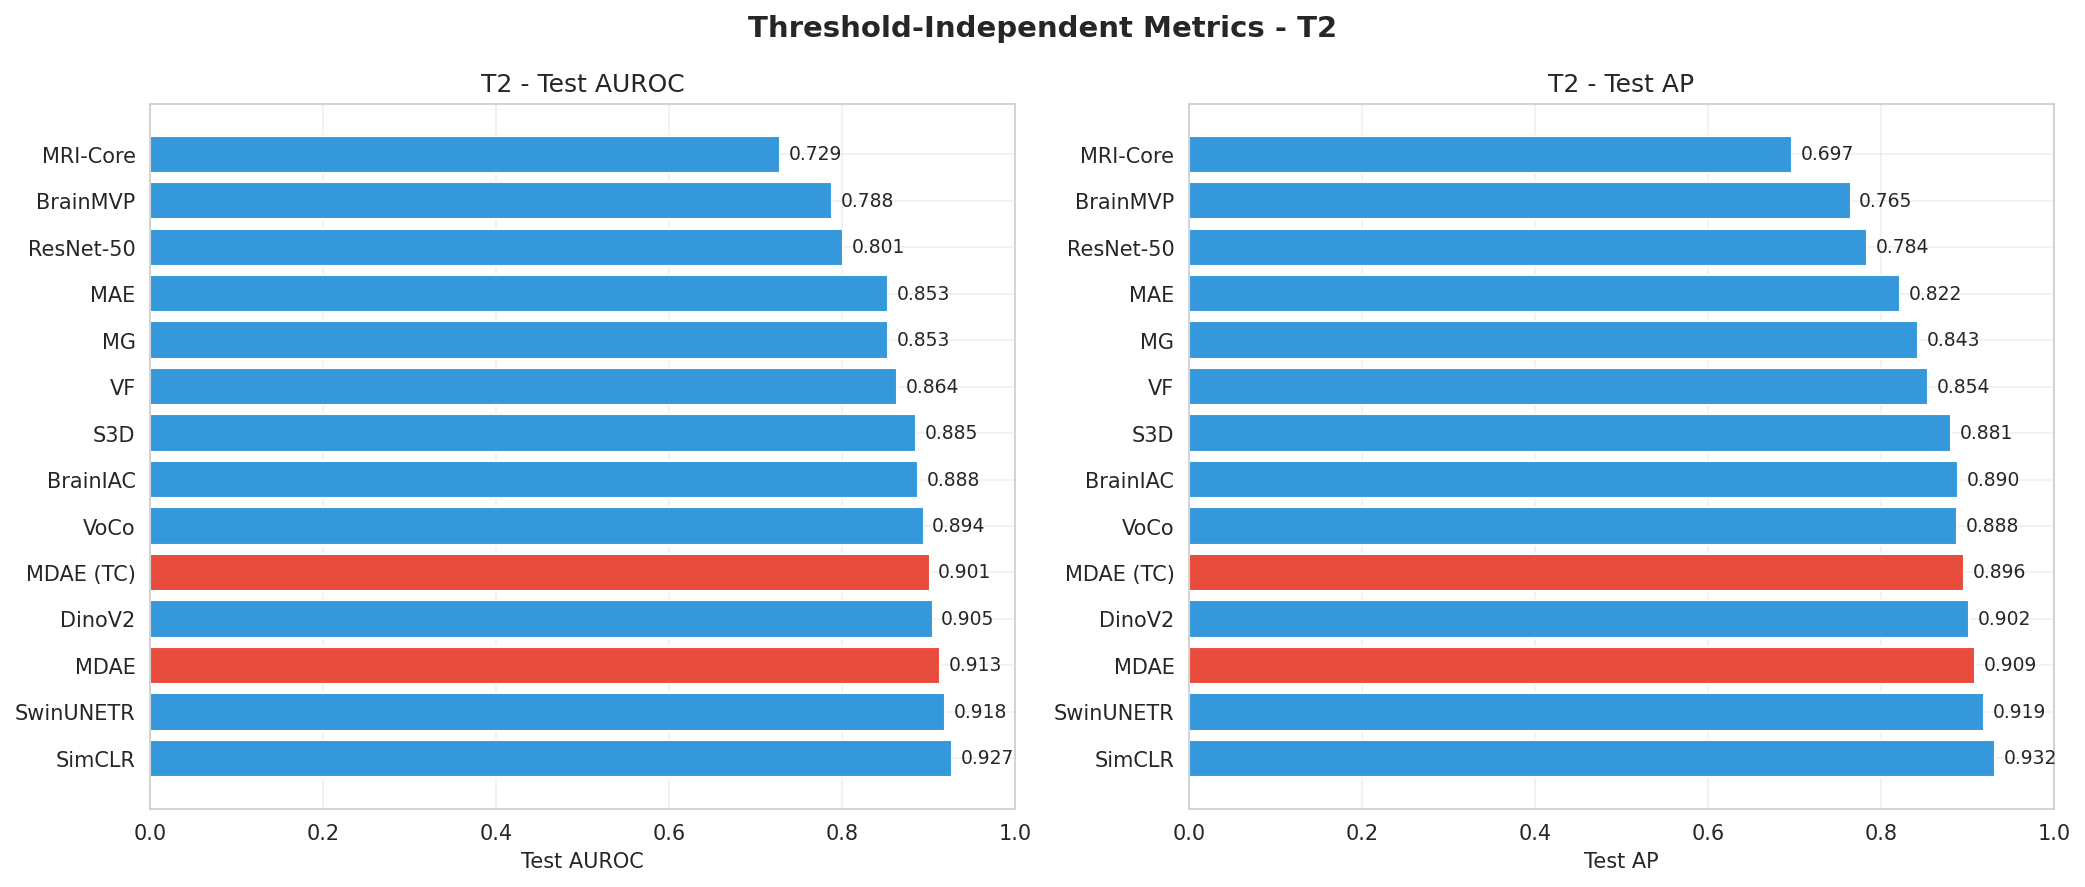 Threshold-Independent Metrics - T2
T2 - Test AUROC
MRI-Core 0.729
BrainMVP 0.788
ResNet-50 0.801
MAE 0.853
MG 0.853
VF 0.864
S3D 0.885
BrainIAC 0.888
VoCo 0.894
MDAE (TC) 0.901
DinoV2 0.905
MDAE 0.913
SwinUNETR 0.918
SimCLR 0.927
0.0 0.2 0.4 0.6 0.8 1.0
Test AUROC
T2 - Test AP
MRI-Core 0.697
BrainMVP 0.765
ResNet-50 0.784
MAE 0.822
MG 0.843
VF 0.854
S3D 0.881
BrainIAC 0.890
VoCo 0.888
MDAE (TC) 0.896
DinoV2 0.902
MDAE 0.909
SwinUNETR 0.919
SimCLR 0.932
0.0 0.2 0.4 0.6 0.8 1.0
Test AP